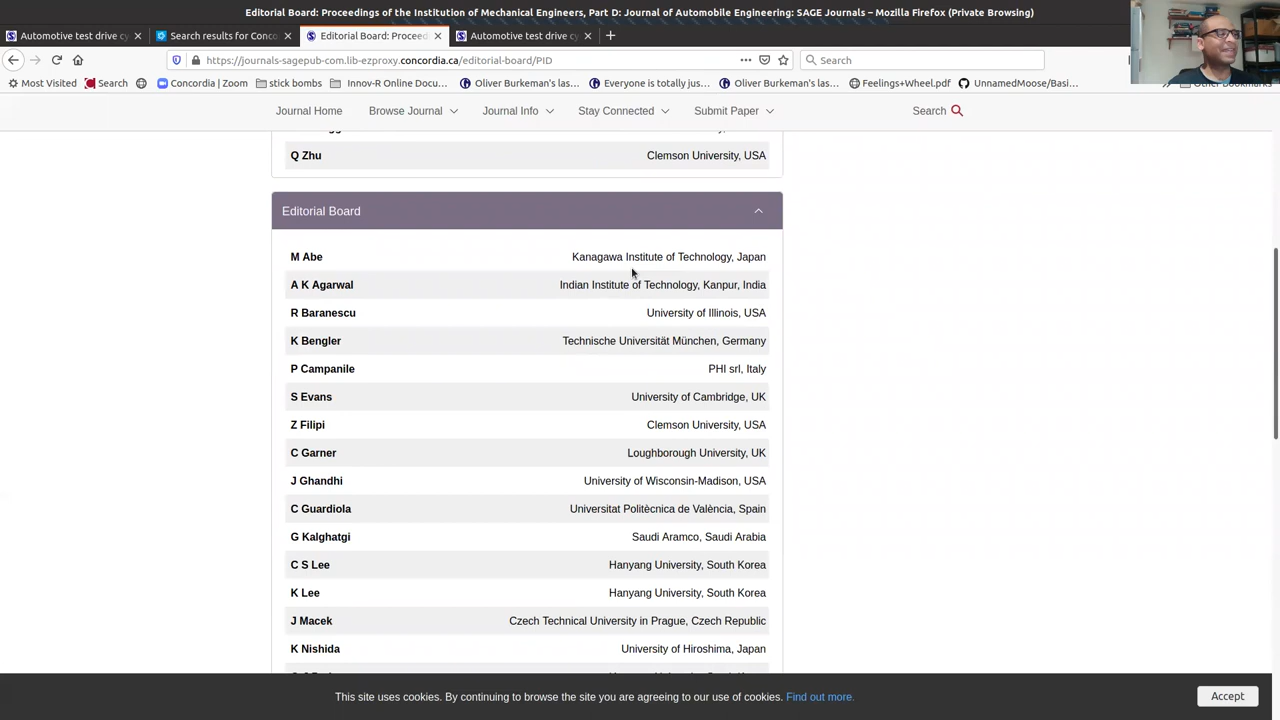 Editorial Board: Proceedings of the Institution of Mechanical Engineers, Part D: Journal of Automobile Engineering: SAGE Journals – Mozilla Firefox (Private Browsing)
Automotive test drive cy Search results for Conco Editorial Board: Proceed Automotive test drive cy
https://journals-sagepub-com.lib-ezproxy.concordia.ca/editorial-board/PID Search
Most Visited Search Concordia | Zoom stick bombs Innov-R Online Docu... Oliver Burkeman's las... Everyone is totally jus... Oliver Burkeman's las... Feelings+Wheel.pdf UnnamedMoose/Basi...
Journal Home Browse Journal Journal Info Stay Connected Submit Paper Search
Q Zhu Clemson University, USA
Editorial Board
M Abe Kanagawa Institute of Technology, Japan
A K Agarwal Indian Institute of Technology, Kanpur, India
R Baranescu University of Illinois, USA
K Bengler Technische Universität München, Germany
P Campanile PHI srl, Italy
S Evans University of Cambridge, UK
Z Filipi Clemson University, USA
C Garner Loughborough University, UK
J Ghandhi University of Wisconsin-Madison, USA
C Guardiola Universitat Politècnica de València, Spain
G Kalghatgi Saudi Aramco, Saudi Arabia
C S Lee Hanyang University, South Korea
K Lee Hanyang University, South Korea
J Macek Czech Technical University in Prague, Czech Republic
K Nishida University of Hiroshima, Japan
This site uses cookies. By continuing to browse the site you are agreeing to our use of cookies. Find out more. Accept